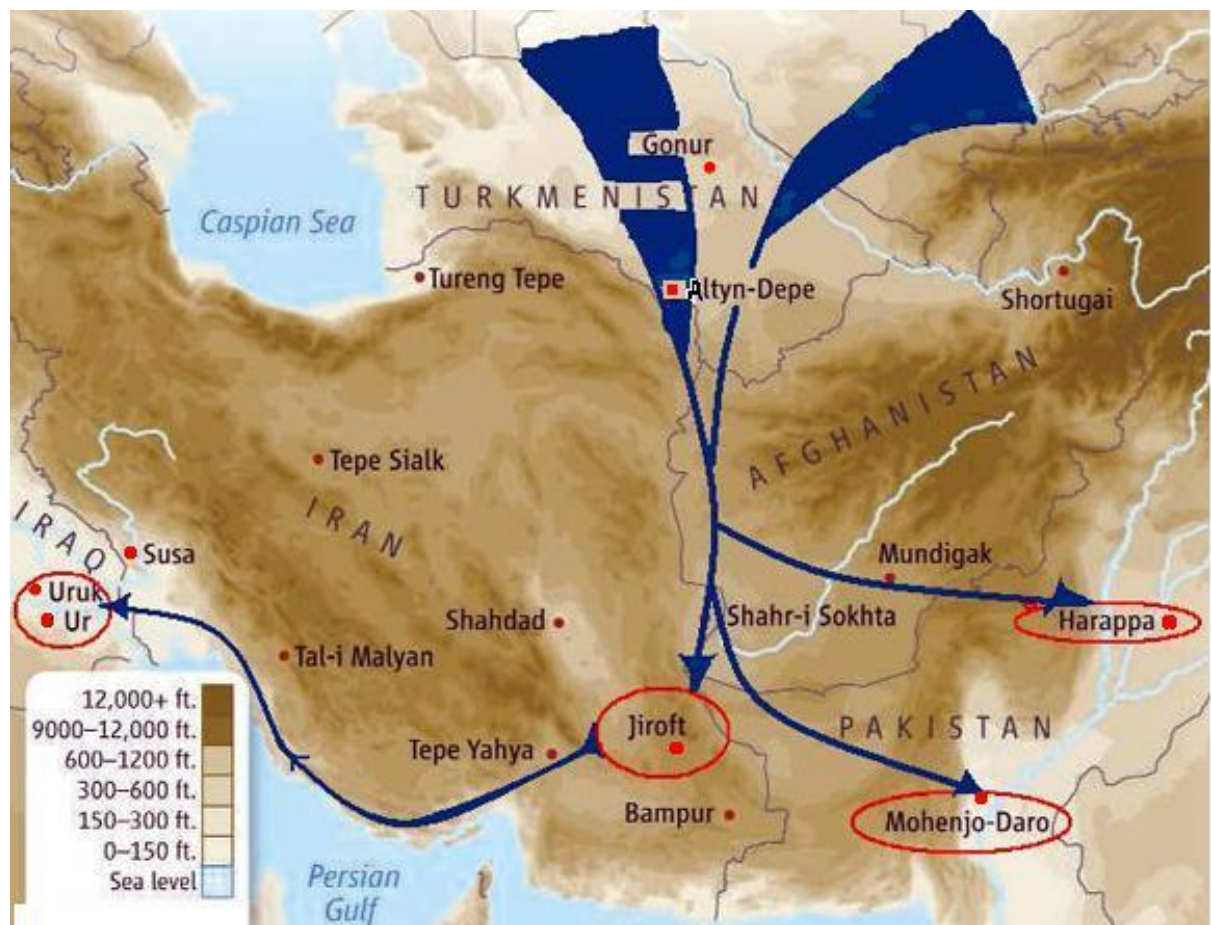 Gonur
TURKMENISTAN
Caspian Sea
Tureng Tepe
Altyn-Depe
Shortugai
AFGHANISTAN
Tepe Sialk
IRAN
IRAQ
Susa
Mundigak
Uruk
Ur
Shahdad
Shahr-i Sokhta
Harappa
Tal-i Malyan
12,000+ ft.
9000–12,000 ft.
600–1200 ft.
300–600 ft.
150–300 ft.
0–150 ft.
Sea level
Jiroft
PAKISTAN
Tepe Yahya
Bampur
Mohenjo-Daro
Persian
Gulf